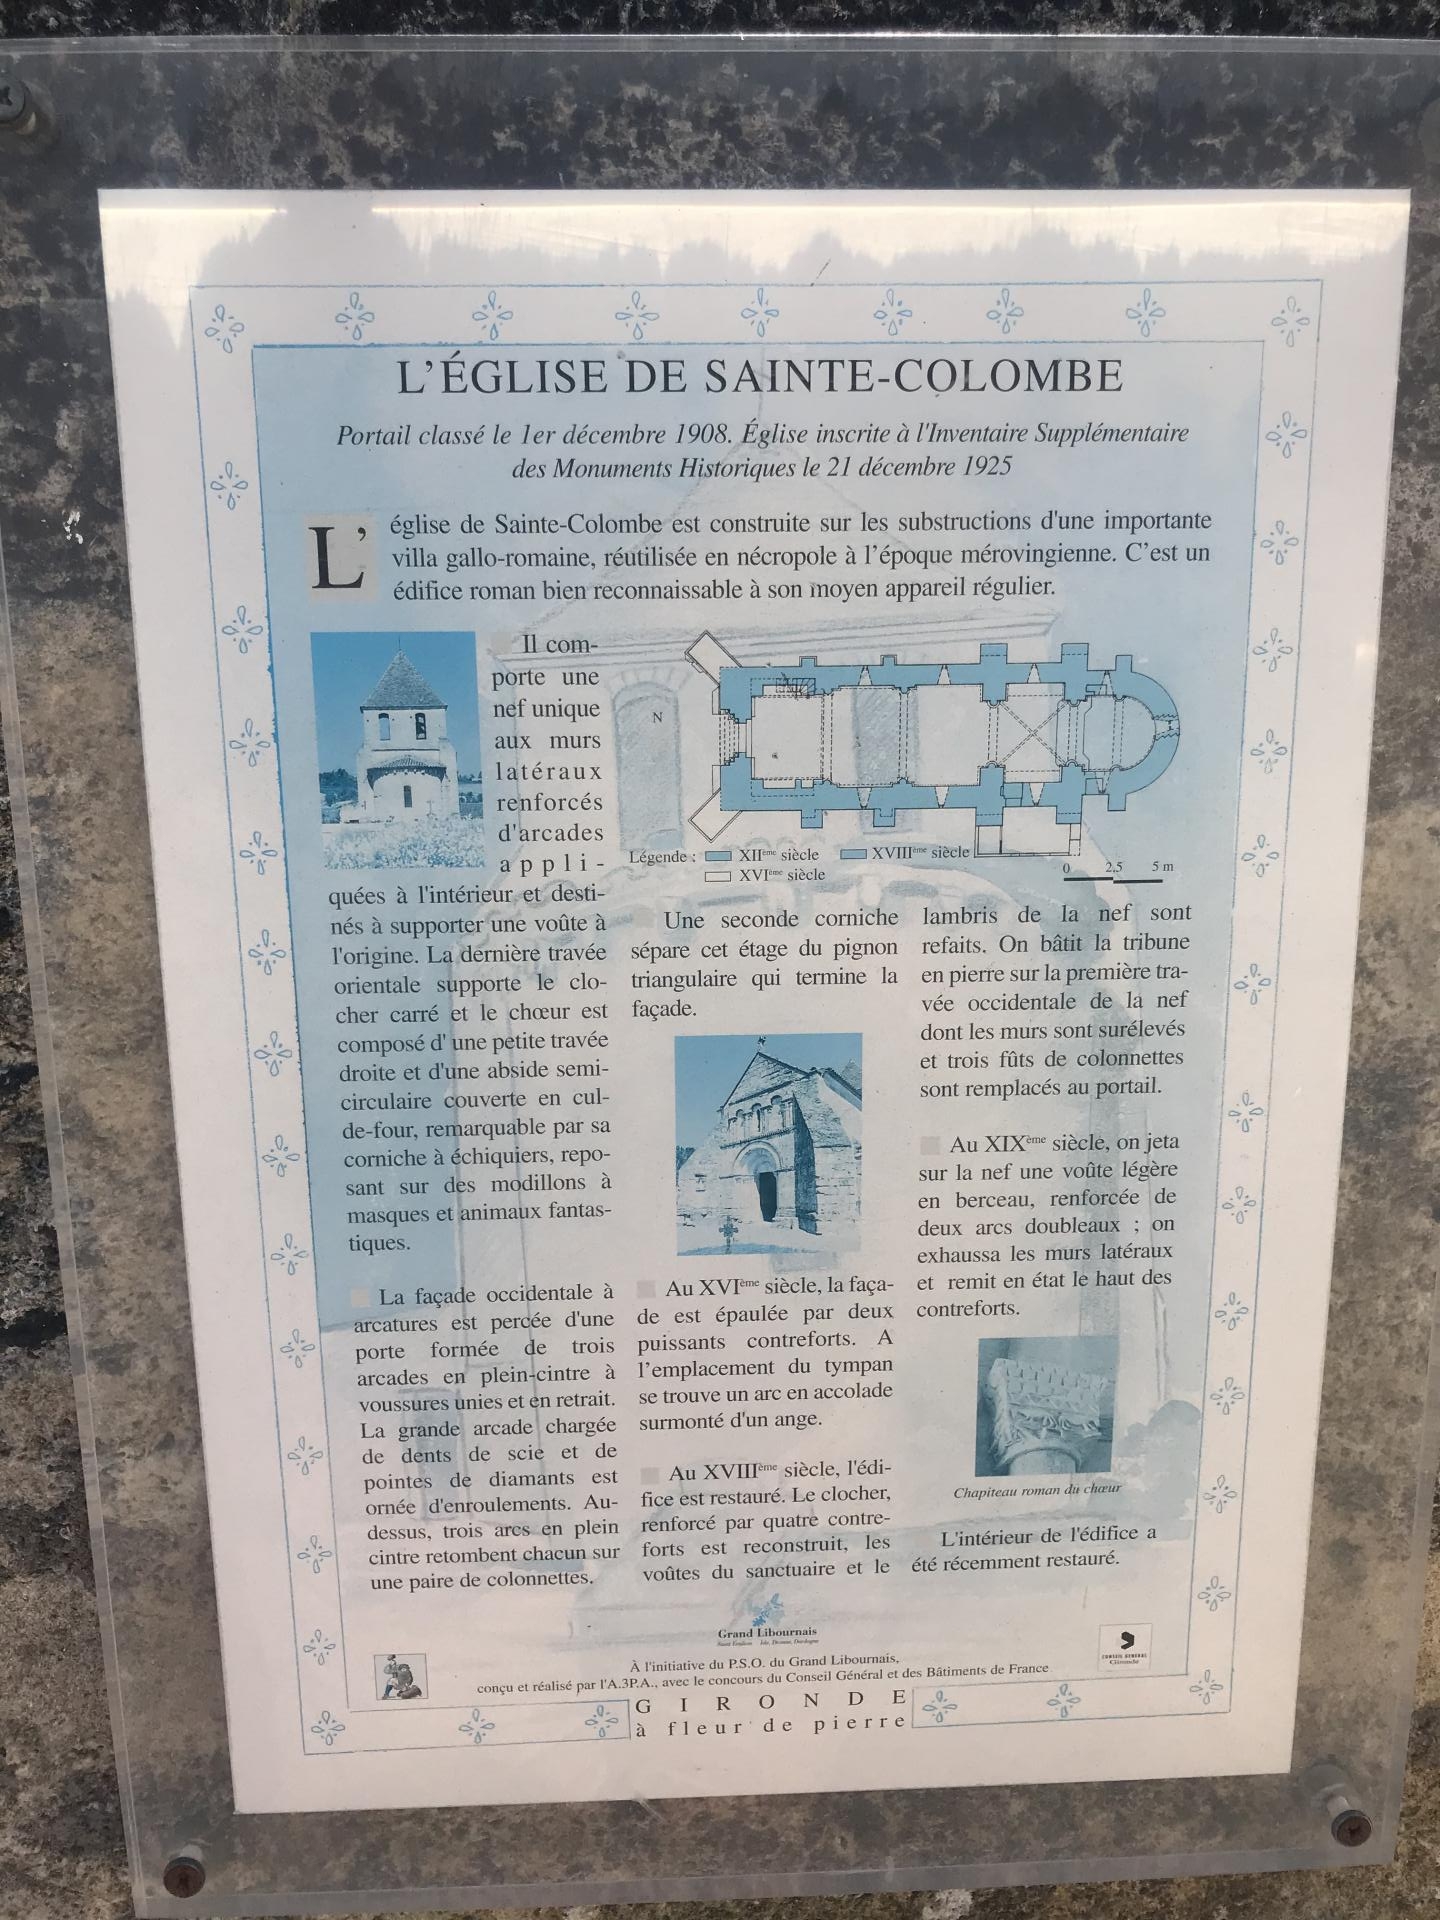 L'ÉGLISE DE SAINTE-COLOMBE
Portail classé le 1er décembre 1908. Église inscrite à l'Inventaire Supplémentaire
des Monuments Historiques le 21 décembre 1925
L’église de Sainte-Colombe est construite sur les substructions d'une importante
villa gallo-romaine, réutilisée en nécropole à l’époque mérovingienne. C’est un
édifice roman bien reconnaissable à son moyen appareil régulier.
Il com-
porte une
nef unique
aux murs
latéraux
renforcés
d'arcades
appli-
quées à l'intérieur et desti-
nés à supporter une voûte à
l'origine. La dernière travée
orientale supporte le clo-
cher carré et le chœur est
composé d' une petite travée
droite et d'une abside semi-
circulaire couverte en cul-
de-four, remarquable par sa
corniche à échiquiers, repo-
sant sur des modillons à
masques et animaux fantas-
tiques.
La façade occidentale à
arcatures est percée d'une
porte formée de trois
arcades en plein-cintre à
voussures unies et en retrait.
La grande arcade chargée
de dents de scie et de
pointes de diamants est
ornée d'enroulements. Au-
dessus, trois arcs en plein
cintre retombent chacun sur
une paire de colonnettes.
N
Légende : XIIème siècle XVIIIème siècle
XVIème siècle
0 2,5 5 m
Une seconde corniche
sépare cet étage du pignon
triangulaire qui termine la
façade.
Au XVIème siècle, la faça-
de est épaulée par deux
puissants contreforts. A
l’emplacement du tympan
se trouve un arc en accolade
surmonté d'un ange.
Au XVIIIème siècle, l'édi-
fice est restauré. Le clocher,
renforcé par quatre contre-
forts est reconstruit, les
voûtes du sanctuaire et le
lambris de la nef sont
refaits. On bâtit la tribune
en pierre sur la première tra-
vée occidentale de la nef
dont les murs sont surélevés
et trois fûts de colonnettes
sont remplacés au portail.
Au XIXème siècle, on jeta
sur la nef une voûte légère
en berceau, renforcée de
deux arcs doubleaux ; on
exhaussa les murs latéraux
et remit en état le haut des
contreforts.
Chapiteau roman du chœur
L'intérieur de l'édifice a
été récemment restauré.
Grand Libournais
Saint Emilion Isle, Dronne, Dordogne
CONSEIL GENERAL
Gironde
À l'initiative du P.S.O. du Grand Libournais,
conçu et réalisé par l'A.3P.A., avec le concours du Conseil Général et des Bâtiments de France
GIRONDE
à fleur de pierre